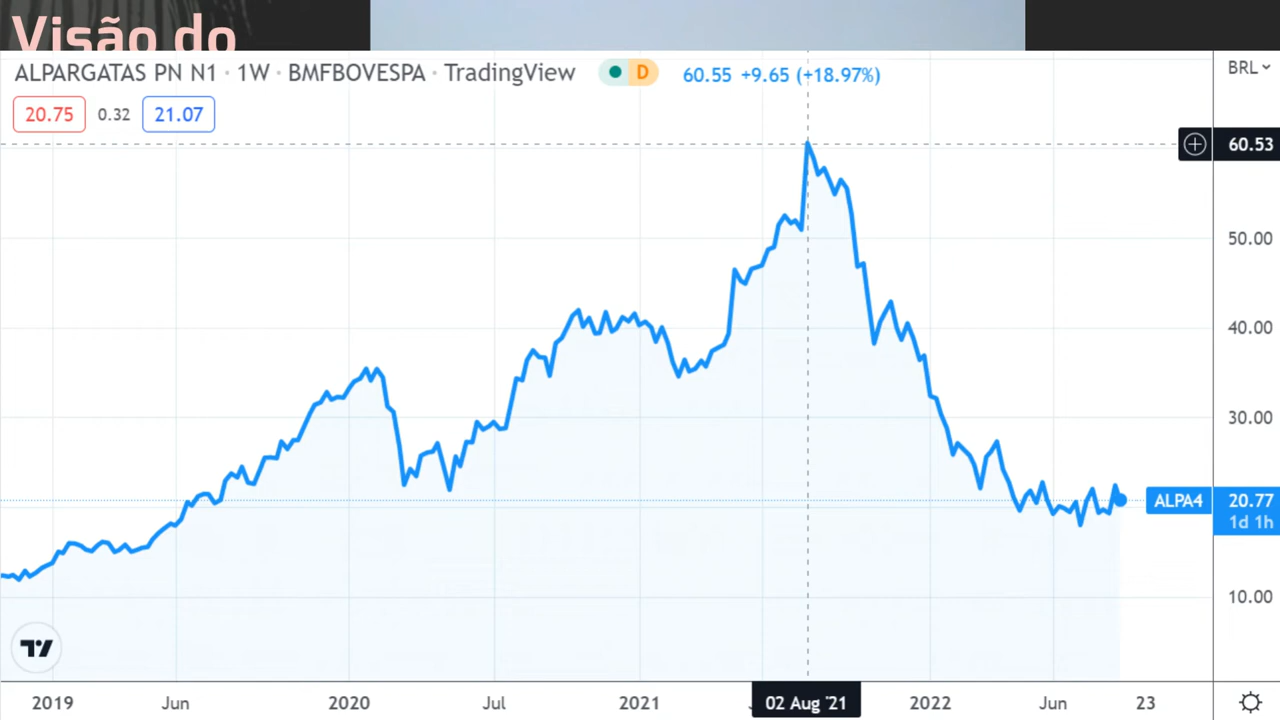 Visão do
ALPARGATAS PN N1 · 1W · BMFBOVESPA · TradingView D 60.55 +9.65 (+18.97%) BRL
20.75 0.32 21.07
60.53
50.00
40.00
30.00
ALPA4 20.77
1d 1h
10.00
2019 Jun 2020 Jul 2021 02 Aug '21 2022 Jun 23